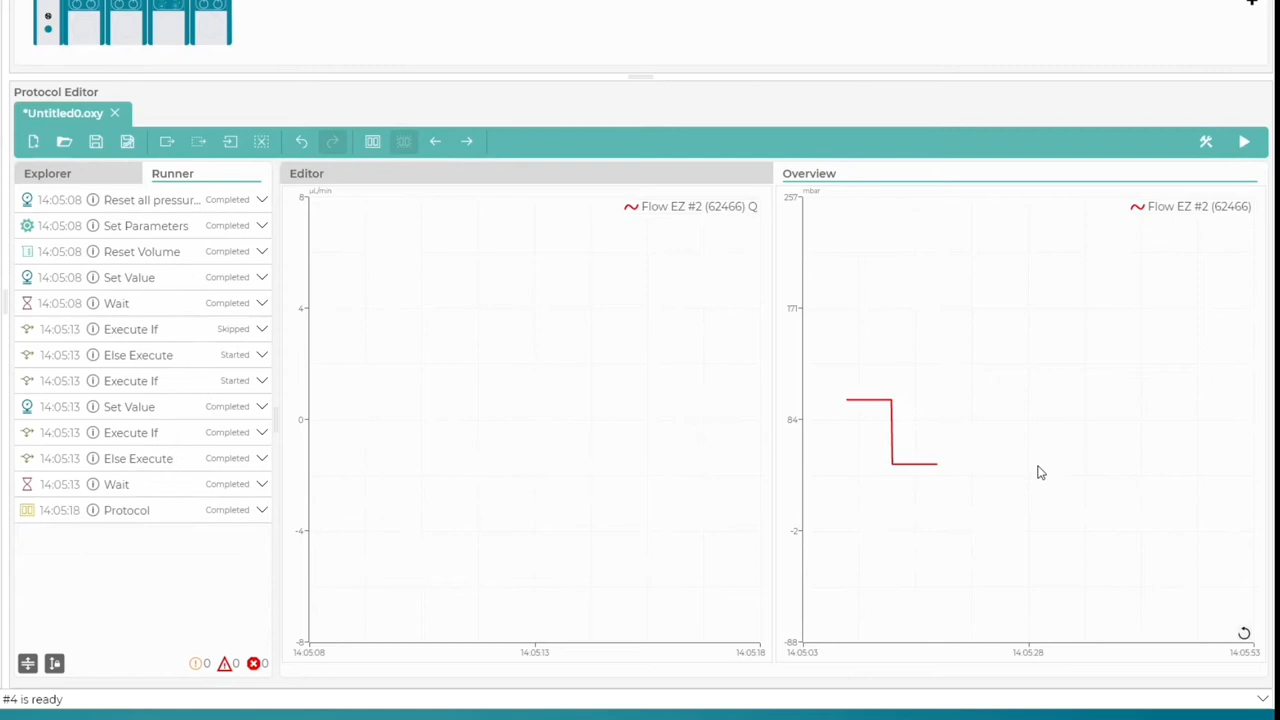 Protocol Editor
*Untitled0.oxy
Explorer
Runner
14:05:08 Reset all pressur... Completed
14:05:08 Set Parameters Completed
14:05:08 Reset Volume Completed
14:05:08 Set Value Completed
14:05:08 Wait Completed
14:05:13 Execute If Skipped
14:05:13 Else Execute Started
14:05:13 Execute If Started
14:05:13 Set Value Completed
14:05:13 Execute If Completed
14:05:13 Else Execute Completed
14:05:13 Wait Completed
14:05:18 Protocol Completed
0 0 0
Editor
µL/min
Flow EZ #2 (62466) Q
8
4
0
-4
-8
14:05:08 14:05:13 14:05:18
Overview
mbar
Flow EZ #2 (62466)
257
171
84
-2
-88
14:05:03 14:05:28 14:05:53
#4 is ready